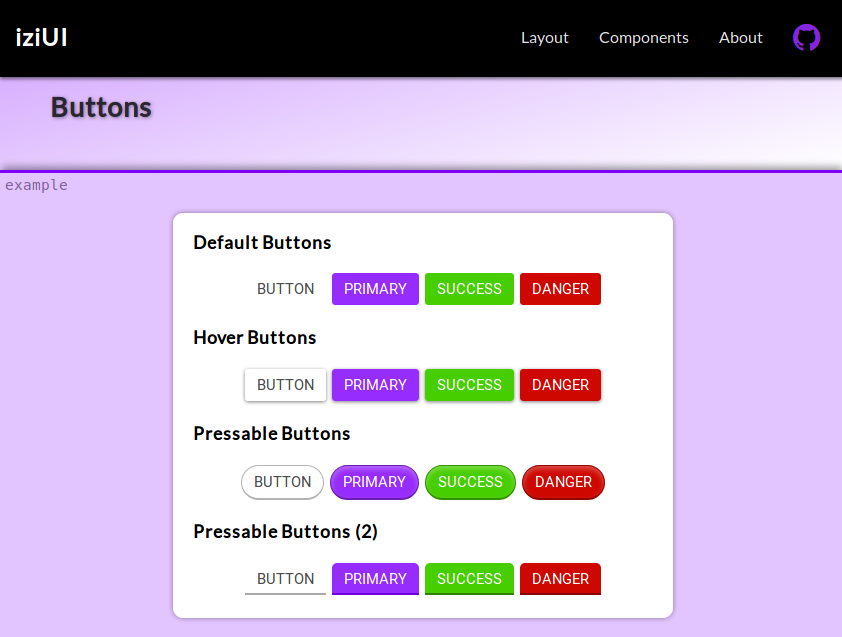 iziUI Layout Components About
Buttons
example
Default Buttons
BUTTON PRIMARY SUCCESS DANGER
Hover Buttons
BUTTON PRIMARY SUCCESS DANGER
Pressable Buttons
BUTTON PRIMARY SUCCESS DANGER
Pressable Buttons (2)
BUTTON PRIMARY SUCCESS DANGER